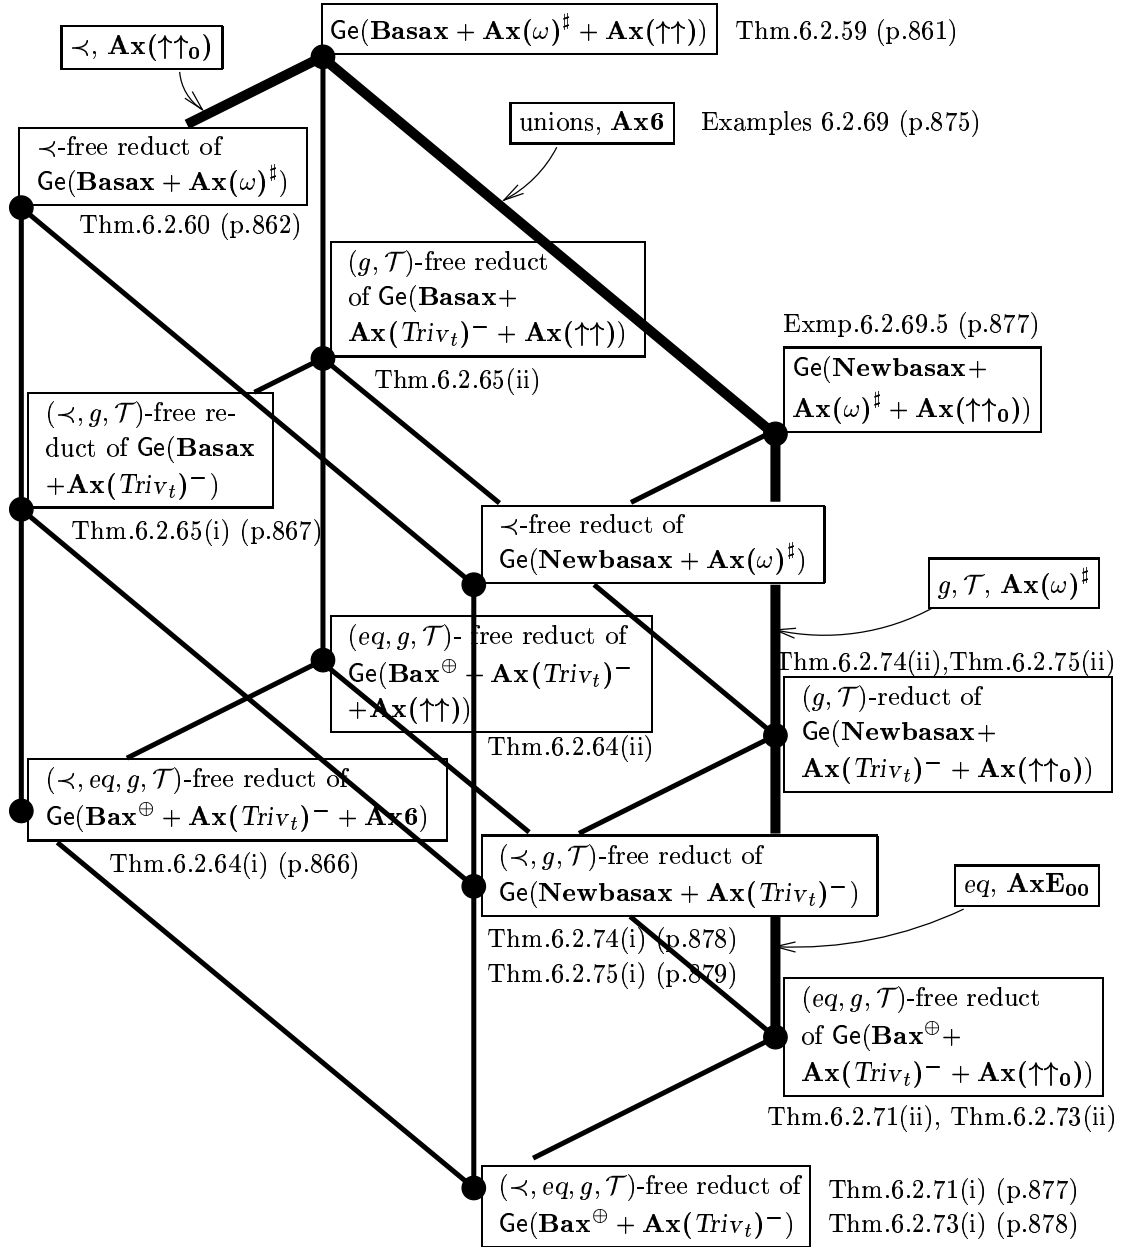 Ge(Basax + Ax(ω)♯ + Ax(↑↑)) Thm.6.2.59 (p.861)
≺, Ax(↑↑₀)
unions, Ax6 Examples 6.2.69 (p.875)
≺-free reduct of
Ge(Basax + Ax(ω)♯)
Thm.6.2.60 (p.862)
(g, 𝒯)-free reduct
of Ge(Basax+
Ax(Triv_t)⁻ + Ax(↑↑))
Thm.6.2.65(ii)
Exmp.6.2.69.5 (p.877)
Ge(Newbasax+
Ax(ω)♯ + Ax(↑↑₀))
(≺, g, 𝒯)-free re-
duct of Ge(Basax
+Ax(Triv_t)⁻)
Thm.6.2.65(i) (p.867)
≺-free reduct of
Ge(Newbasax + Ax(ω)♯)
g, 𝒯, Ax(ω)♯
(eq, g, 𝒯)- free reduct of
Ge(Bax⊕ + Ax(Triv_t)⁻
+Ax(↑↑))
Thm.6.2.64(ii)
Thm.6.2.74(ii),Thm.6.2.75(ii)
(g, 𝒯)-reduct of
Ge(Newbasax+
Ax(Triv_t)⁻ + Ax(↑↑₀))
(≺, eq, g, 𝒯)-free reduct of
Ge(Bax⊕ + Ax(Triv_t)⁻ + Ax6)
Thm.6.2.64(i) (p.866)
(≺, g, 𝒯)-free reduct of
Ge(Newbasax + Ax(Triv_t)⁻)
Thm.6.2.74(i) (p.878)
Thm.6.2.75(i) (p.879)
eq, AxE₀₀
(eq, g, 𝒯)-free reduct
of Ge(Bax⊕+
Ax(Triv_t)⁻ + Ax(↑↑₀))
Thm.6.2.71(ii), Thm.6.2.73(ii)
(≺, eq, g, 𝒯)-free reduct of
Ge(Bax⊕ + Ax(Triv_t)⁻)
Thm.6.2.71(i) (p.877)
Thm.6.2.73(i) (p.878)